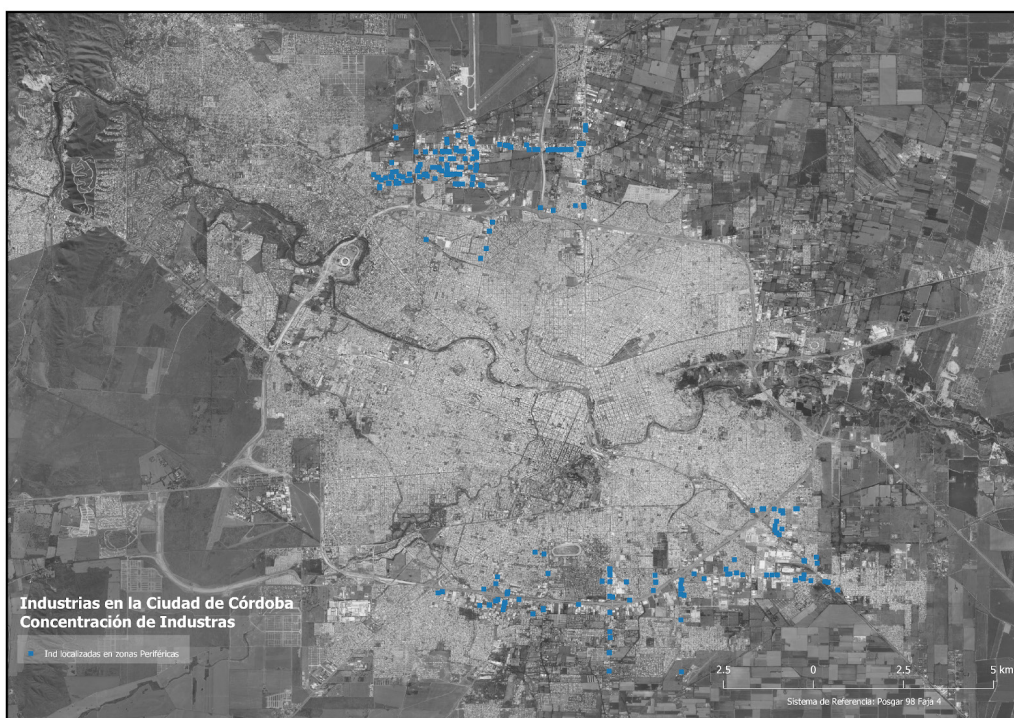 Industrias en la Ciudad de Córdoba
Concentración de Industras
Ind localizadas en zonas Periféricas
2.5 0 2.5 5 km
Sistema de Referencia: Posgar 98 Faja 4